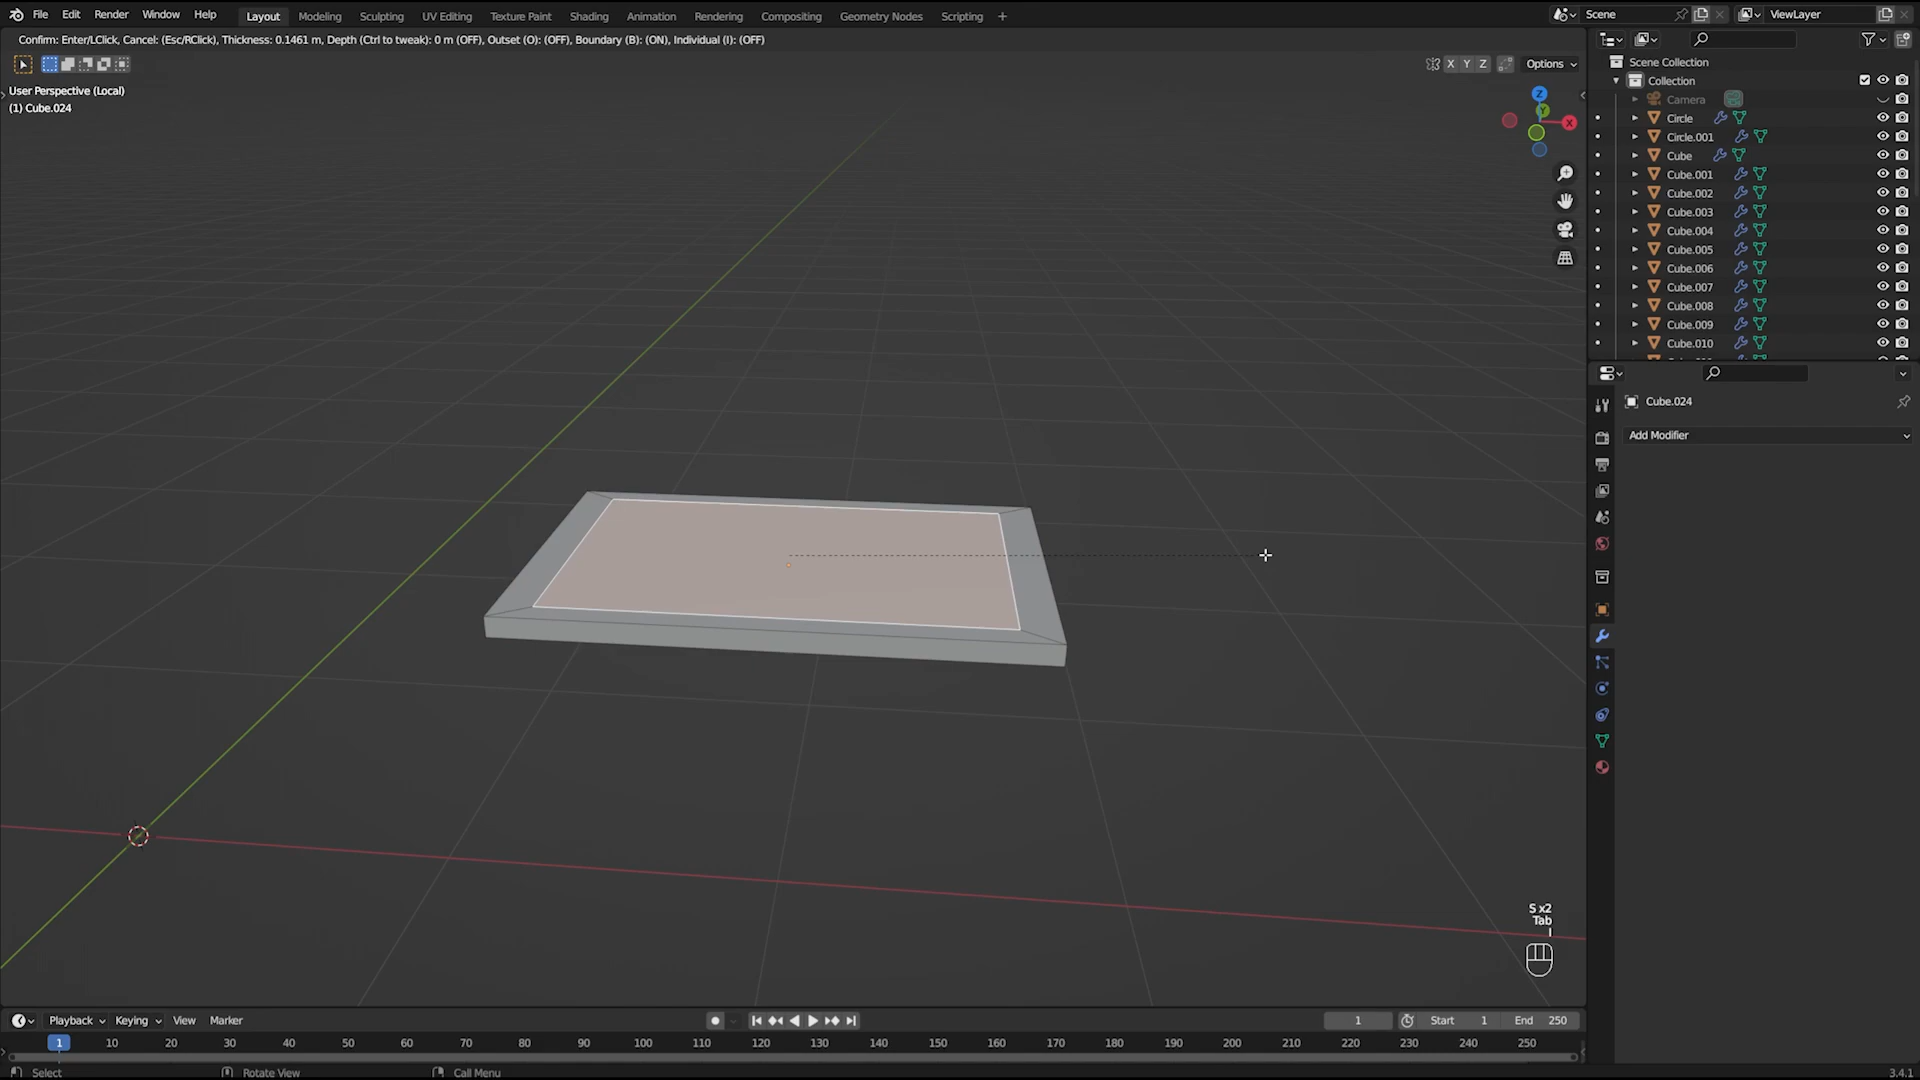 File Edit Render Window Help Layout Modeling Sculpting UV Editing Texture Paint Shading Animation Rendering Compositing Geometry Nodes Scripting + Scene ViewLayer
Confirm: Enter/LClick, Cancel: (Esc/RClick), Thickness: 0.1461 m, Depth (Ctrl to tweak): 0 m (OFF), Outset (O): (OFF), Boundary (B): (ON), Individual (I): (OFF)
X Y Z Options
User Perspective (Local)
(1) Cube.024
Z
Y
X
Scene Collection
Collection
Camera
Circle
Circle.001
Cube
Cube.001
Cube.002
Cube.003
Cube.004
Cube.005
Cube.006
Cube.007
Cube.008
Cube.009
Cube.010
Cube.024
Add Modifier
S x2
Tab
I
Playback Keying View Marker 1 Start 1 End 250
1 10 20 30 40 50 60 70 80 90 100 110 120 130 140 150 160 170 180 190 200 210 220 230 240 250
Select Rotate View Call Menu 3.4.1